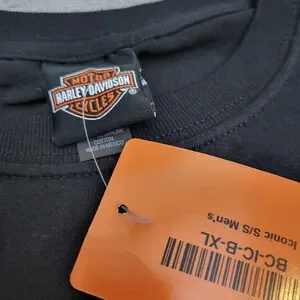 MOTOR
HARLEY-DAVIDSON
CYCLES
COTTON
MADE IN MEXICO
Iconic S/S Men's
BC-IC-B-XL